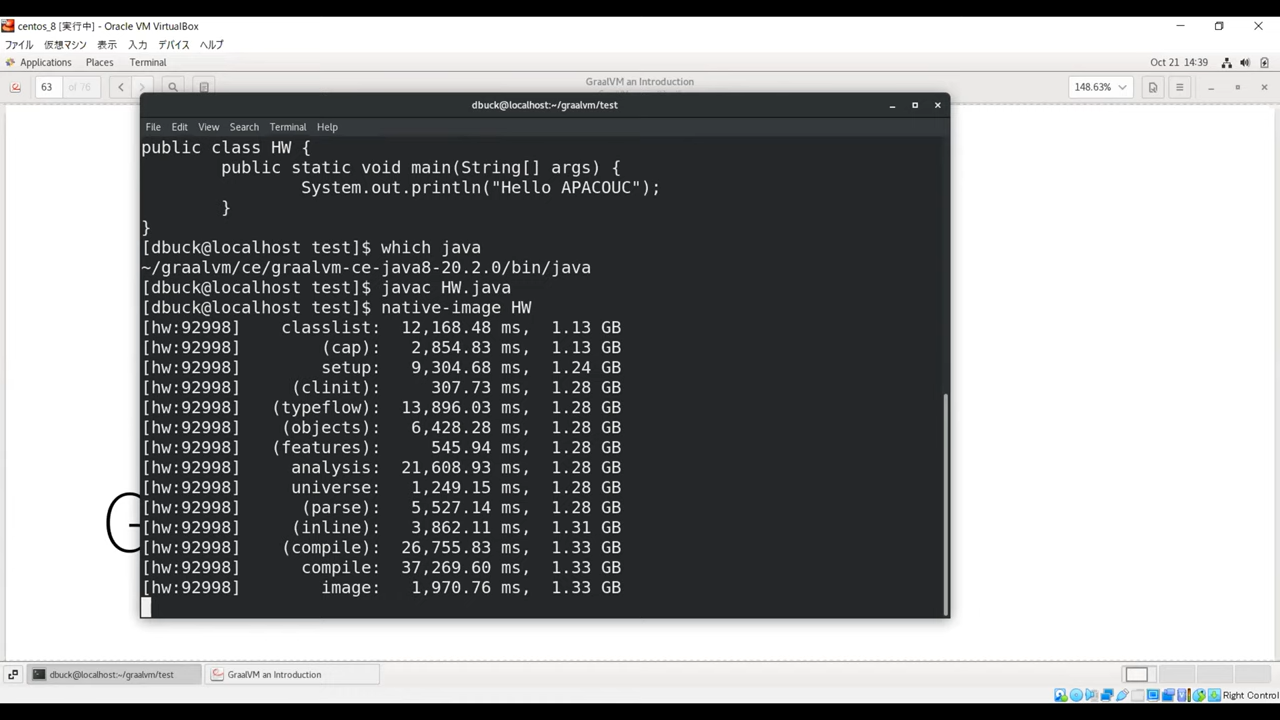 centos_8 [実行中] - Oracle VM VirtualBox
ファイル 仮想マシン 表示 入力 デバイス ヘルプ
Applications Places Terminal Oct 21 14:39
63 of 76 GraalVM an Introduction 148.63%
dbuck@localhost:~/graalvm/test
File Edit View Search Terminal Help
public class HW {
public static void main(String[] args) {
System.out.println("Hello APACOUC");
}
}
[dbuck@localhost test]$ which java
~/graalvm/ce/graalvm-ce-java8-20.2.0/bin/java
[dbuck@localhost test]$ javac HW.java
[dbuck@localhost test]$ native-image HW
[hw:92998] classlist: 12,168.48 ms, 1.13 GB
[hw:92998] (cap): 2,854.83 ms, 1.13 GB
[hw:92998] setup: 9,304.68 ms, 1.24 GB
[hw:92998] (clinit): 307.73 ms, 1.28 GB
[hw:92998] (typeflow): 13,896.03 ms, 1.28 GB
[hw:92998] (objects): 6,428.28 ms, 1.28 GB
[hw:92998] (features): 545.94 ms, 1.28 GB
[hw:92998] analysis: 21,608.93 ms, 1.28 GB
[hw:92998] universe: 1,249.15 ms, 1.28 GB
[hw:92998] (parse): 5,527.14 ms, 1.28 GB
[hw:92998] (inline): 3,862.11 ms, 1.31 GB
[hw:92998] (compile): 26,755.83 ms, 1.33 GB
[hw:92998] compile: 37,269.60 ms, 1.33 GB
[hw:92998] image: 1,970.76 ms, 1.33 GB
dbuck@localhost:~/graalvm/test GraalVM an Introduction
Right Control